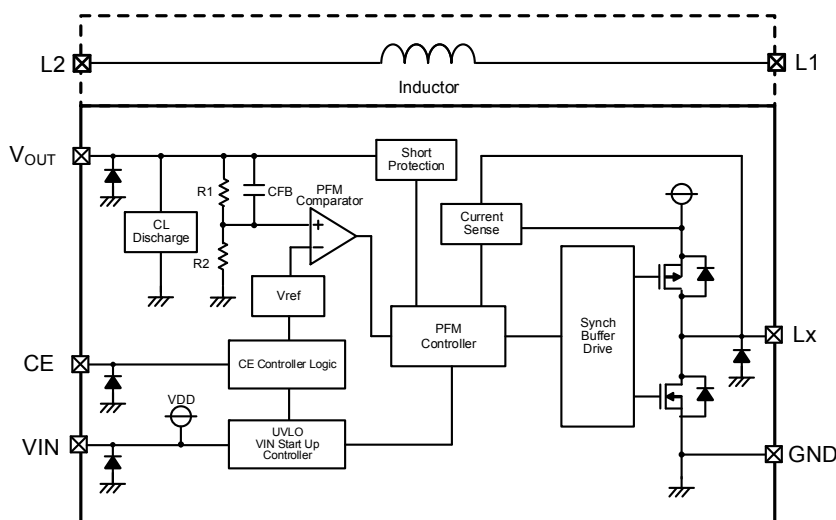 L2
L1
Inductor
VOUT
Short
Protection
R1
CFB
PFM
Comparator
Current
Sense
CL
Discharge
+
−
R2
Vref
Synch
Buffer
Drive
PFM
Controller
Lx
CE
CE Controller Logic
VDD
UVLO
VIN Start Up
Controller
VIN
GND